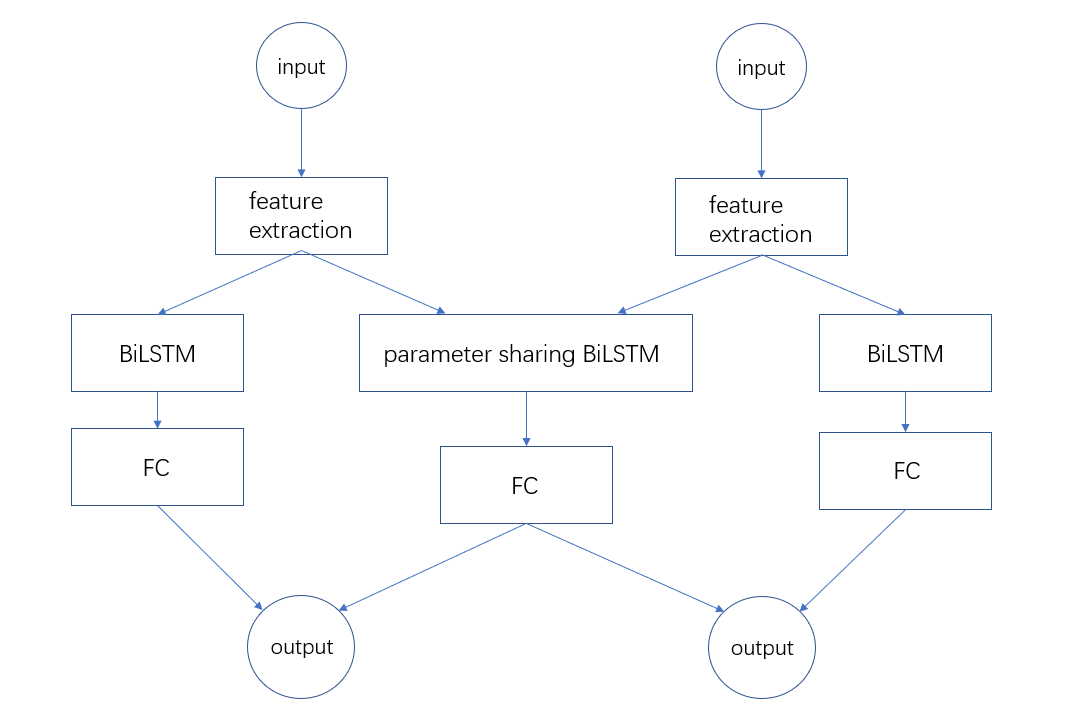 input
input
feature
extraction
feature
extraction
BiLSTM
parameter sharing BiLSTM
BiLSTM
FC
FC
FC
output
output